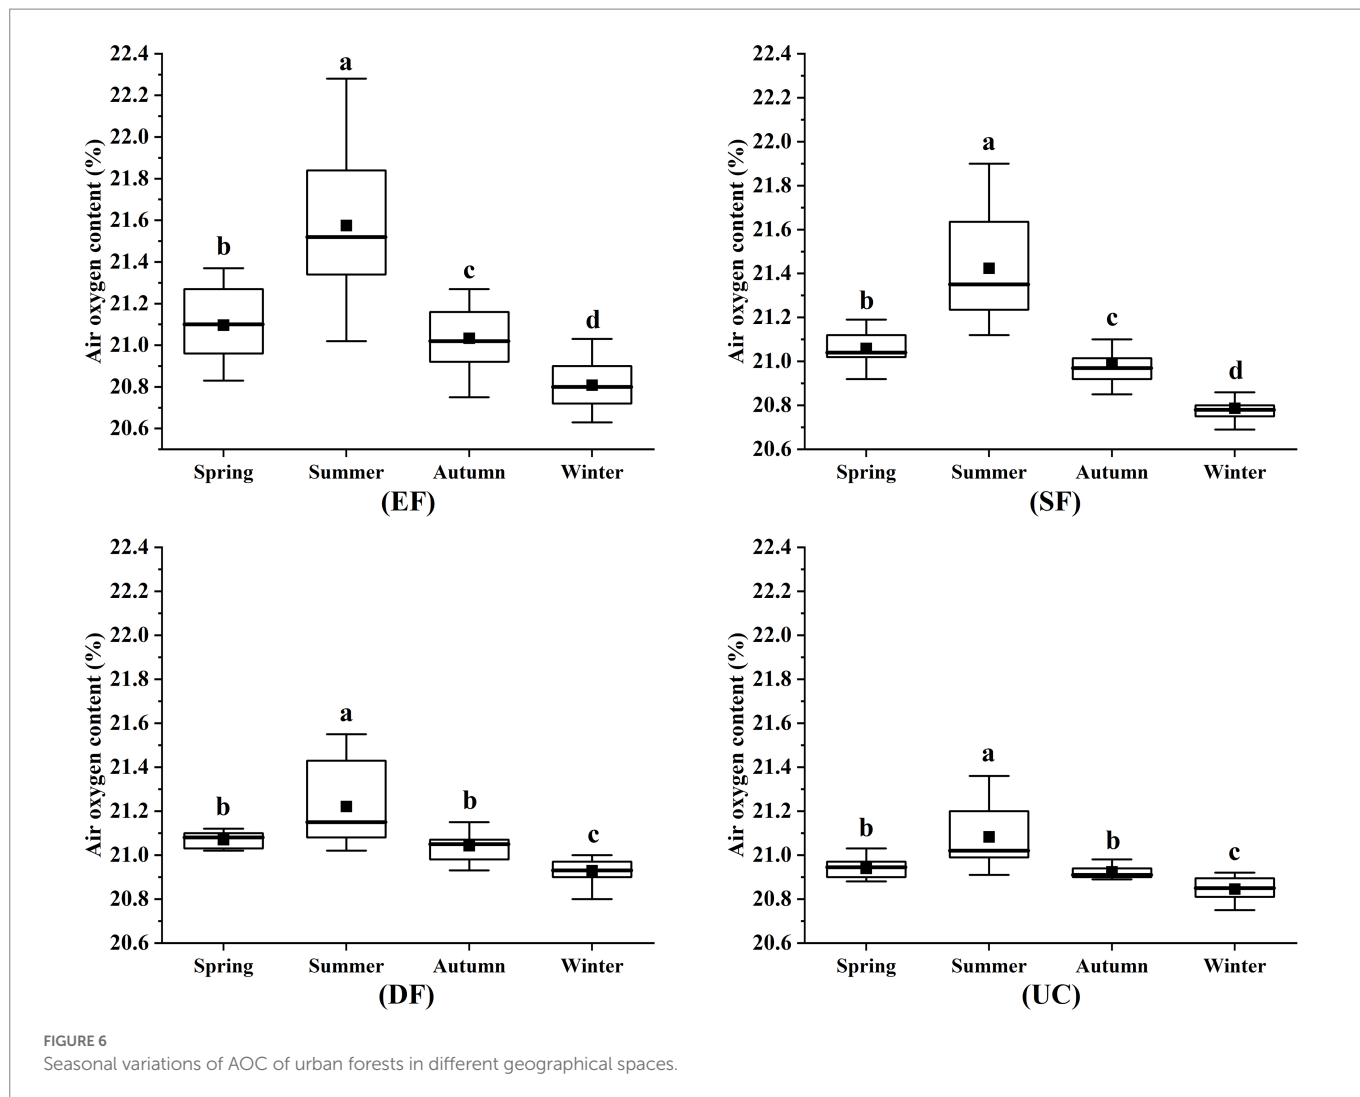 Air oxygen content (%)
22.4
22.2
22.0
21.8
21.6
21.4
21.2
21.0
20.8
20.6
b
a
c
d
Spring Summer Autumn Winter
(EF)
Air oxygen content (%)
22.4
22.2
22.0
21.8
21.6
21.4
21.2
21.0
20.8
20.6
b
a
c
d
Spring Summer Autumn Winter
(SF)
Air oxygen content (%)
22.4
22.2
22.0
21.8
21.6
21.4
21.2
21.0
20.8
20.6
b
a
b
c
Spring Summer Autumn Winter
(DF)
Air oxygen content (%)
22.4
22.2
22.0
21.8
21.6
21.4
21.2
21.0
20.8
20.6
b
a
b
c
Spring Summer Autumn Winter
(UC)
FIGURE 6
Seasonal variations of AOC of urban forests in different geographical spaces.